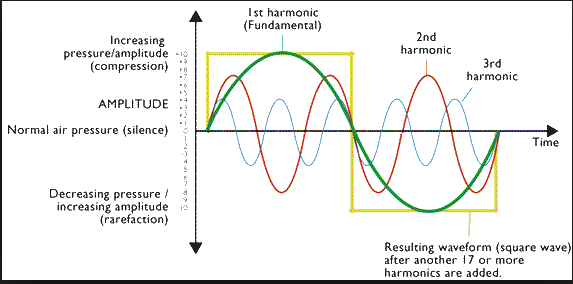 1st harmonic
(Fundamental)
Increasing
pressure/amplitude
(compression)
2nd
harmonic
3rd
harmonic
AMPLITUDE
Normal air pressure (silence)
Time
Decreasing pressure /
increasing amplitude
(rarefaction)
Resulting waveform (square wave)
after another 17 or more
harmonics are added.